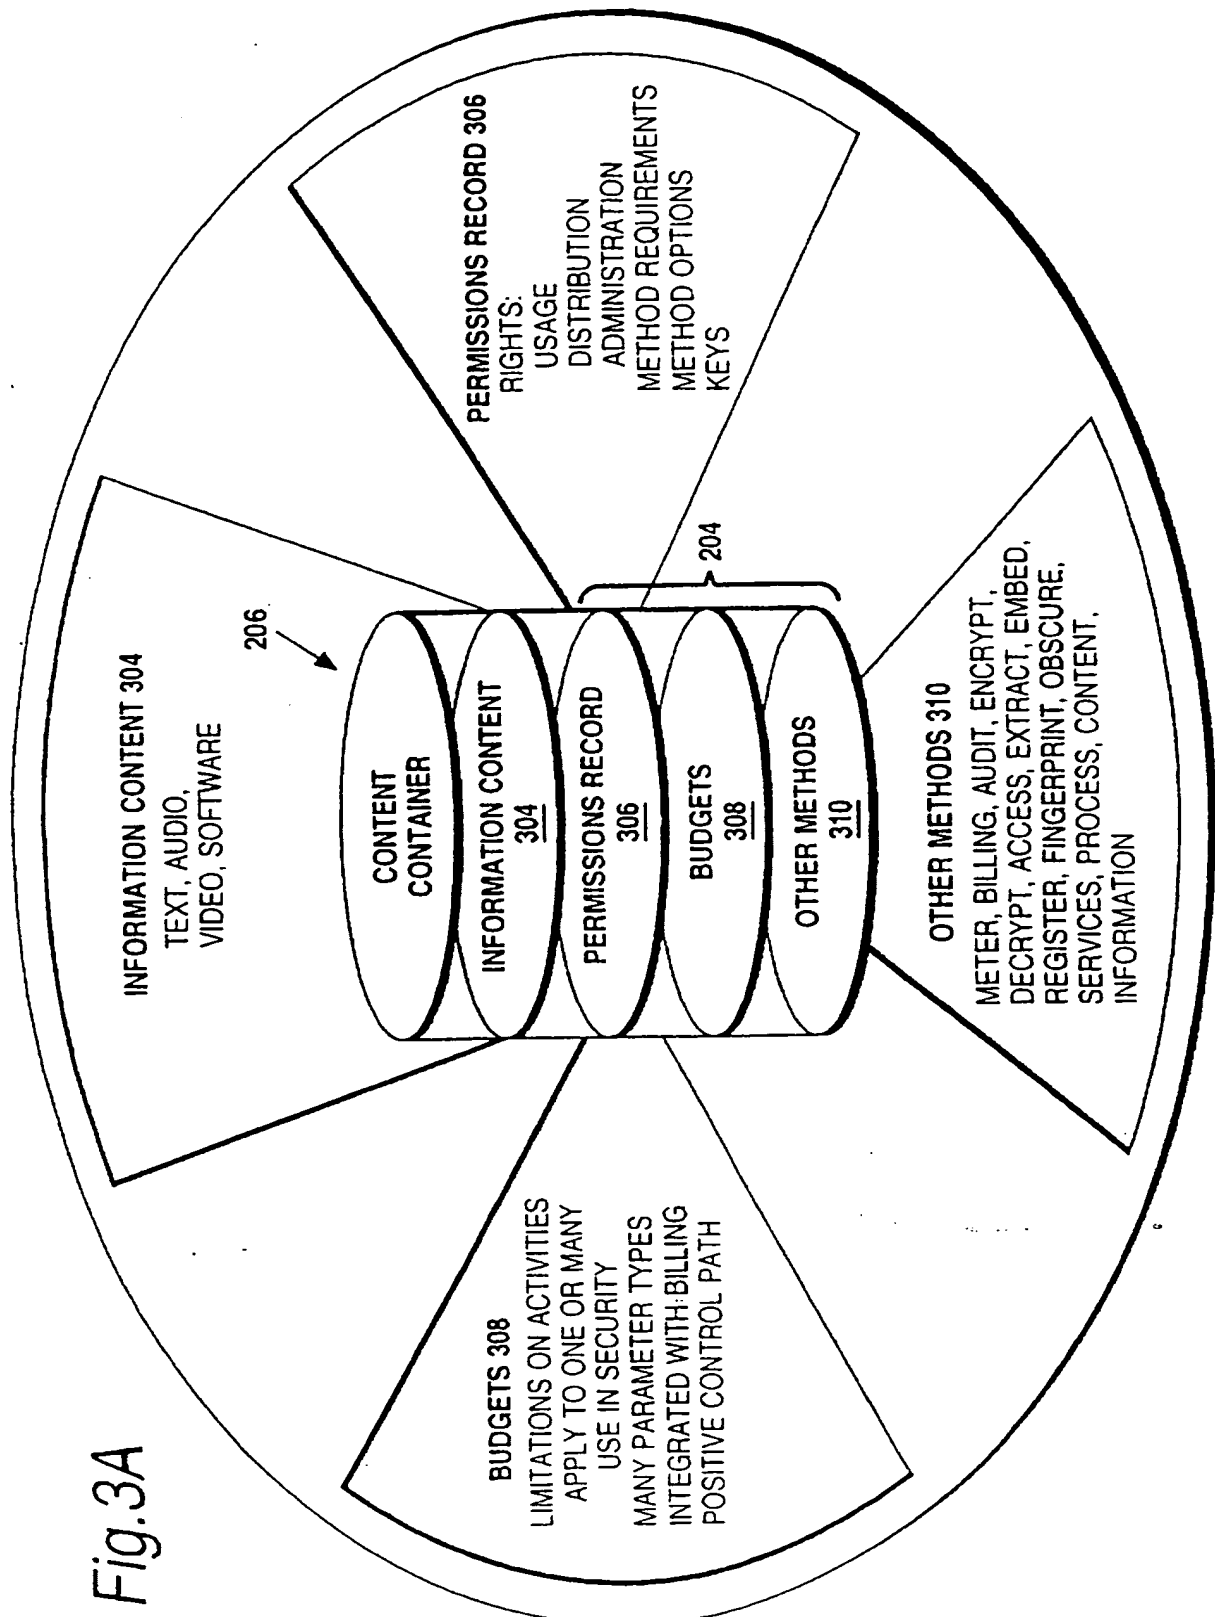 Fig.3A
INFORMATION CONTENT 304
TEXT, AUDIO,
VIDEO, SOFTWARE
206
BUDGETS 308
LIMITATIONS ON ACTIVITIES
APPLY TO ONE OR MANY
USE IN SECURITY
MANY PARAMETER TYPES
INTEGRATED WITH:BILLING
POSITIVE CONTROL PATH
CONTENT
CONTAINER
INFORMATION CONTENT
304
PERMISSIONS RECORD
306
BUDGETS
308
OTHER METHODS
310
204
PERMISSIONS RECORD 306
RIGHTS:
USAGE
DISTRIBUTION
ADMINISTRATION
METHOD REQUIREMENTS
METHOD OPTIONS
KEYS
OTHER METHODS 310
METER, BILLING, AUDIT, ENCRYPT,
DECRYPT, ACCESS, EXTRACT, EMBED,
REGISTER, FINGERPRINT, OBSCURE,
SERVICES, PROCESS, CONTENT,
INFORMATION